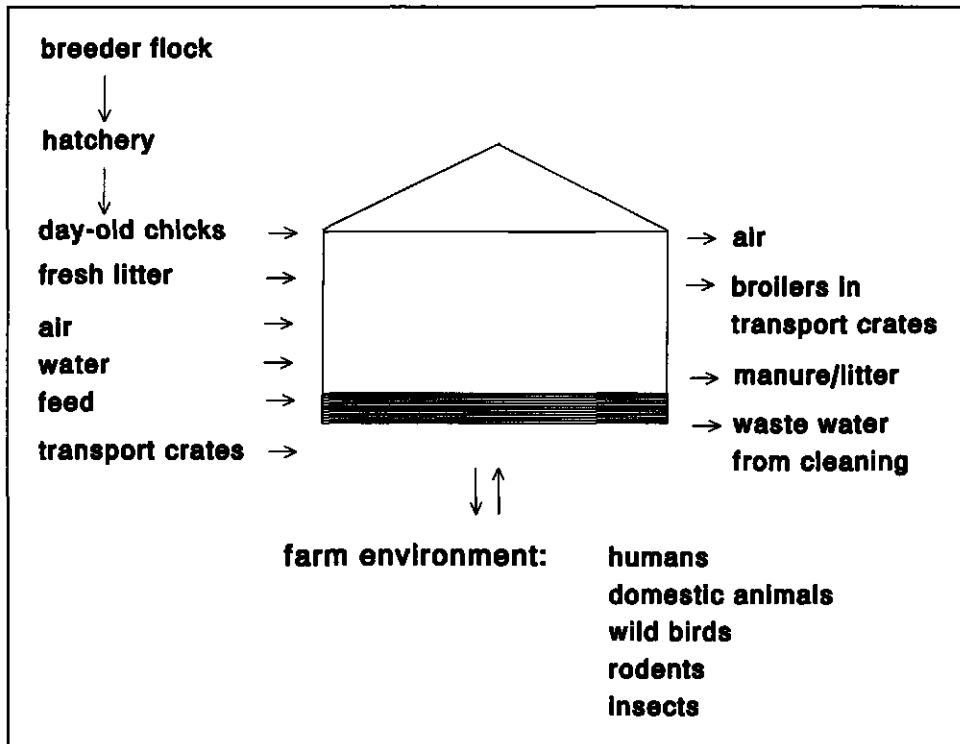 breeder flock
hatchery
day-old chicks
fresh litter
air
water
feed
transport crates
air
broilers in
transport crates
manure/litter
waste water
from cleaning
farm environment:
humans
domestic animals
wild birds
rodents
insects